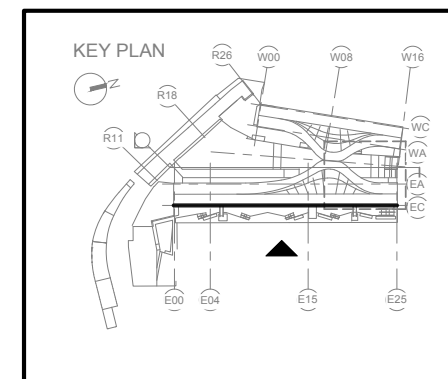 KEY PLAN
N
R26
W00
W08
W16
R18
R11
WC
WA
EA
EC
E00
E04
E15
E25